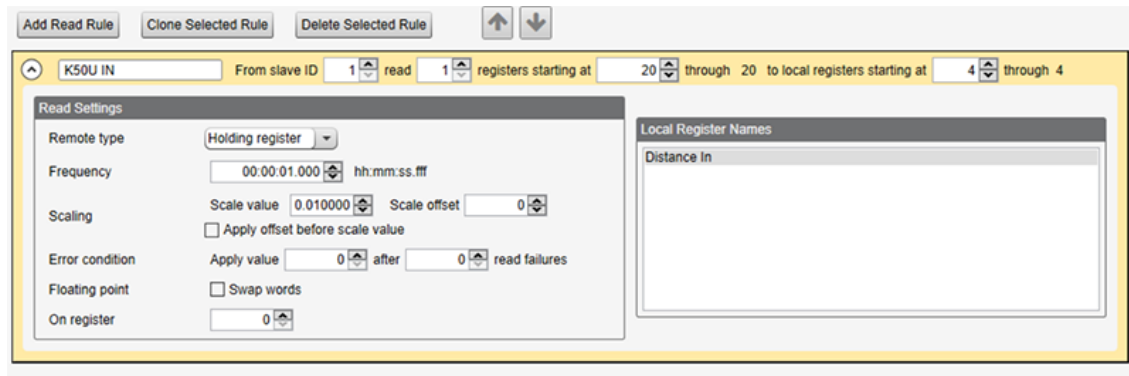 Add Read Rule Clone Selected Rule Delete Selected Rule
K50U IN From slave ID 1 read 1 registers starting at 20 through 20 to local registers starting at 4 through 4
Read Settings
Remote type Holding register
Frequency 00:00:01.000 hh:mm:ss.fff
Scaling Scale value 0.010000 Scale offset 0
Apply offset before scale value
Error condition Apply value 0 after 0 read failures
Floating point Swap words
On register 0
Local Register Names
Distance In